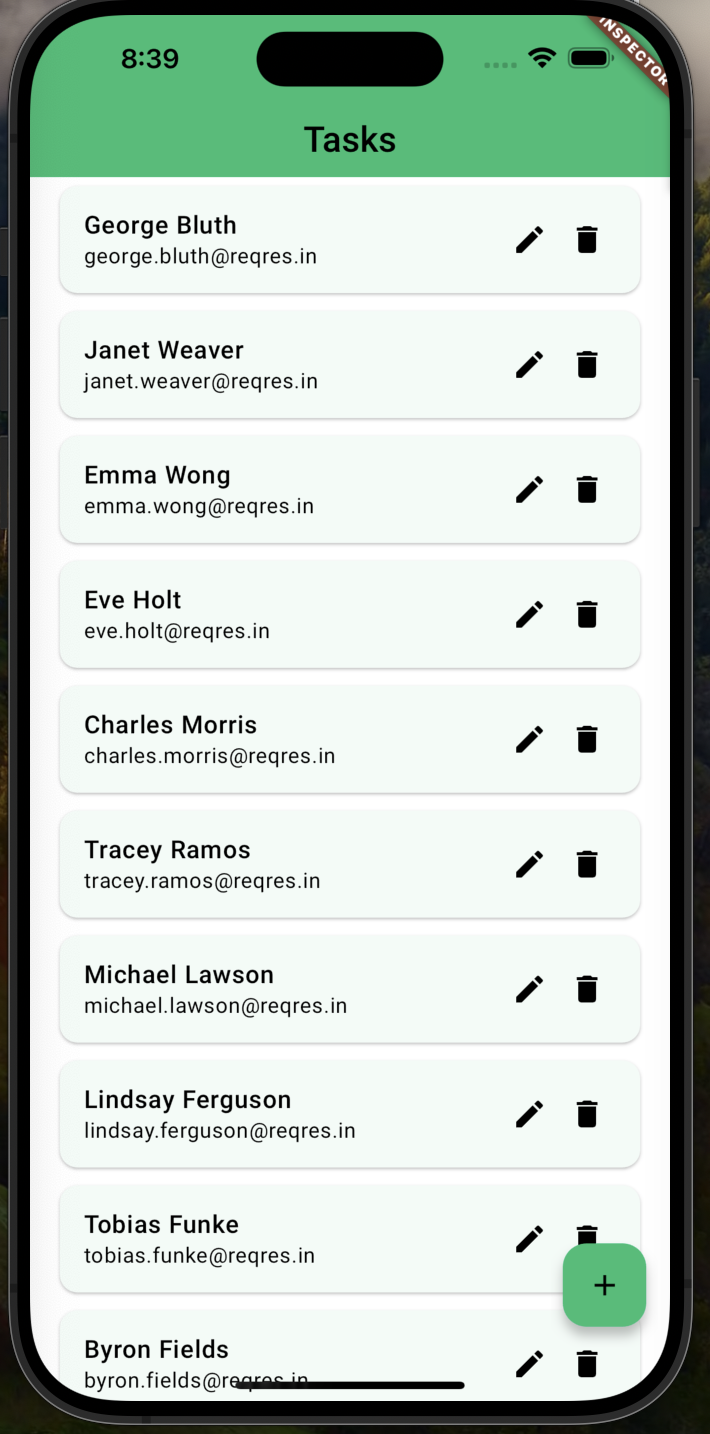 8:39
INSPECTOR
Tasks
George Bluth
george.bluth@reqres.in
Janet Weaver
janet.weaver@reqres.in
Emma Wong
emma.wong@reqres.in
Eve Holt
eve.holt@reqres.in
Charles Morris
charles.morris@reqres.in
Tracey Ramos
tracey.ramos@reqres.in
Michael Lawson
michael.lawson@reqres.in
Lindsay Ferguson
lindsay.ferguson@reqres.in
Tobias Funke
tobias.funke@reqres.in
Byron Fields
byron.fields@reqres.in